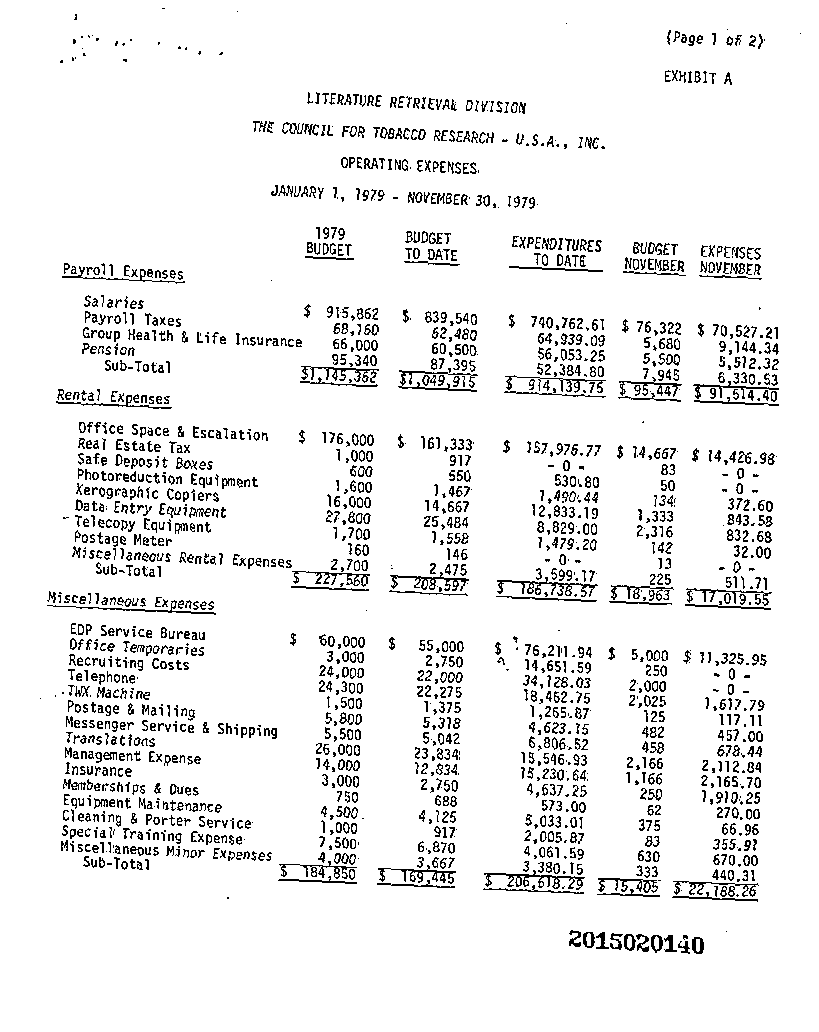 (Page 1 of 2)
EXHIBIT A
LITERATURE RETRIEVAL DIVISION
THE COUNCIL FOR TOBACCO RESEARCH - U.S.A., INC.
OPERATING EXPENSES
JANUARY 1, 1979 - NOVEMBER 30, 1979
1979 BUDGET BUDGET TO DATE EXPENDITURES TO DATE BUDGET NOVEMBER EXPENSES NOVEMBER
Payroll Expenses
Salaries $ 915,862 $ 839,540 $ 740,762.61 $ 76,322 $ 70,527.21
Payroll Taxes 68,160 62,480 64,939.09 5,680 9,144.34
Group Health & Life Insurance 66,000 60,500 56,053.25 5,500 5,512.32
Pension 95,340 87,395 52,384.80 7,945 6,330.53
Sub-Total $1,145,362 $1,049,915 $ 914,139.75 $ 95,447 $ 91,514.40
Rental Expenses
Office Space & Escalation $ 176,000 $ 161,333 $ 157,976.77 $ 14,667 $ 14,426.98
Real Estate Tax 1,000 917 - 0 - 83 - 0 -
Safe Deposit Boxes 600 550 530.80 50 - 0 -
Photoreduction Equipment 1,600 1,467 1,490.44 134 372.60
Xerographic Copiers 16,000 14,667 12,833.19 1,333 843.58
Data Entry Equipment 27,800 25,484 8,829.00 2,316 832.68
Telecopy Equipment 1,700 1,558 1,479.20 142 32.00
Postage Meter 160 146 - 0 - 13 - 0 -
Miscellaneous Rental Expenses 2,700 2,475 3,599.17 225 511.71
Sub-Total $ 227,560 $ 208,597 $ 186,738.57 $ 18,963 $ 17,019.55
Miscellaneous Expenses
EDP Service Bureau $ 60,000 $ 55,000 $ 76,211.94 $ 5,000 $ 11,325.95
Office Temporaries 3,000 2,750 14,651.59 250 - 0 -
Recruiting Costs 24,000 22,000 34,128.03 2,000 - 0 -
Telephone 24,300 22,275 18,462.75 2,025 1,617.79
TWX Machine 1,500 1,375 1,265.87 125 117.11
Postage & Mailing 5,800 5,318 4,623.15 482 457.00
Messenger Service & Shipping 5,500 5,042 6,806.52 458 678.44
Translations 26,000 23,834 15,546.93 2,166 2,112.84
Management Expense 14,000 12,834 15,230.64 1,166 2,165.70
Insurance 3,000 2,750 4,637.25 250 1,910.25
Memberships & Dues 750 688 573.00 62 270.00
Equipment Maintenance 4,500 4,125 5,033.01 375 66.96
Cleaning & Porter Service 1,000 917 2,005.87 83 355.91
Special Training Expense 7,500 6,870 4,061.59 630 670.00
Miscellaneous Minor Expenses 4,000 3,667 3,380.15 333 440.31
Sub-Total $ 184,850 $ 169,445 $ 206,618.29 $ 15,405 $ 22,188.26
2015020140